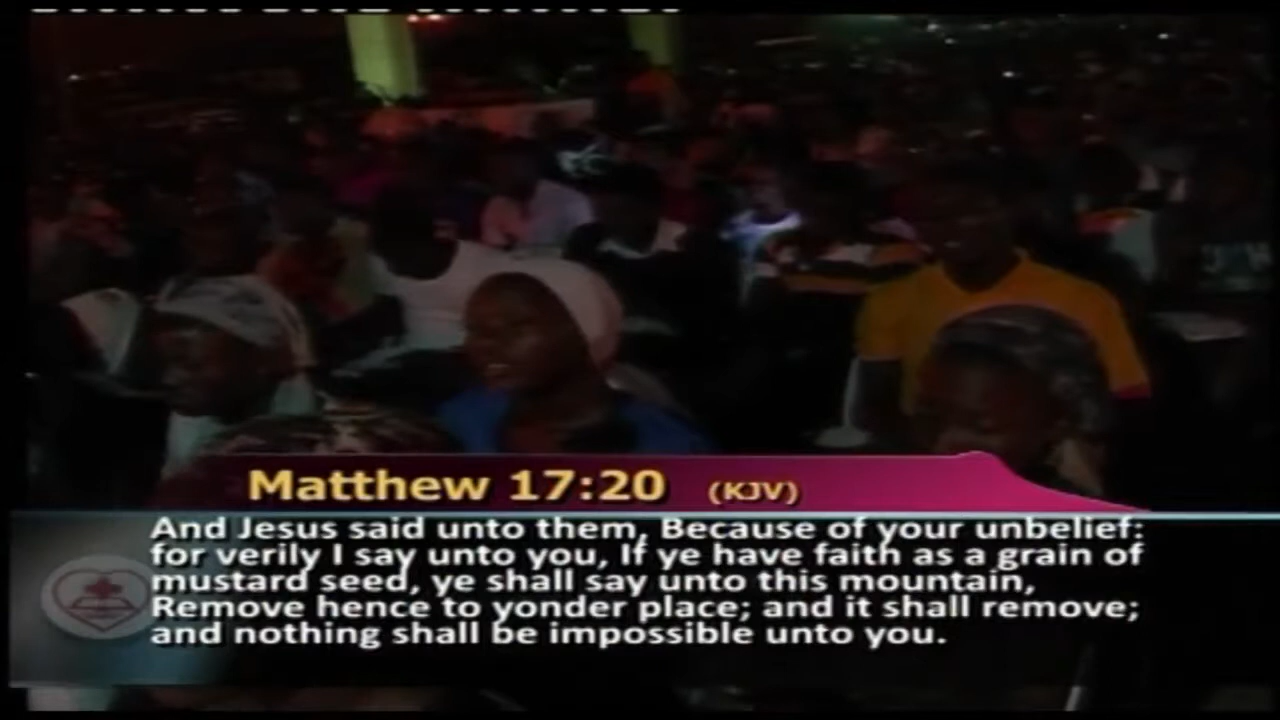 Matthew 17:20 (KJV)
And Jesus said unto them, Because of your unbelief:
for verily I say unto you, If ye have faith as a grain of
mustard seed, ye shall say unto this mountain,
Remove hence to yonder place; and it shall remove;
and nothing shall be impossible unto you.